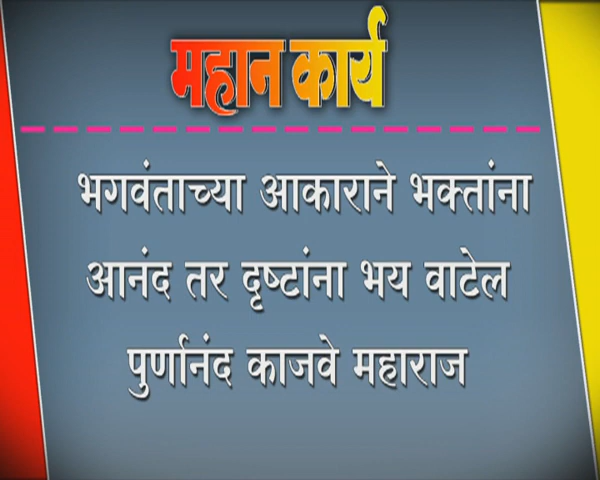 महान कार्य
भगवंताच्या आकाराने भक्तांना
आनंद तर दृष्टांना भय वाटेल
पुर्णानंद काजवे महाराज